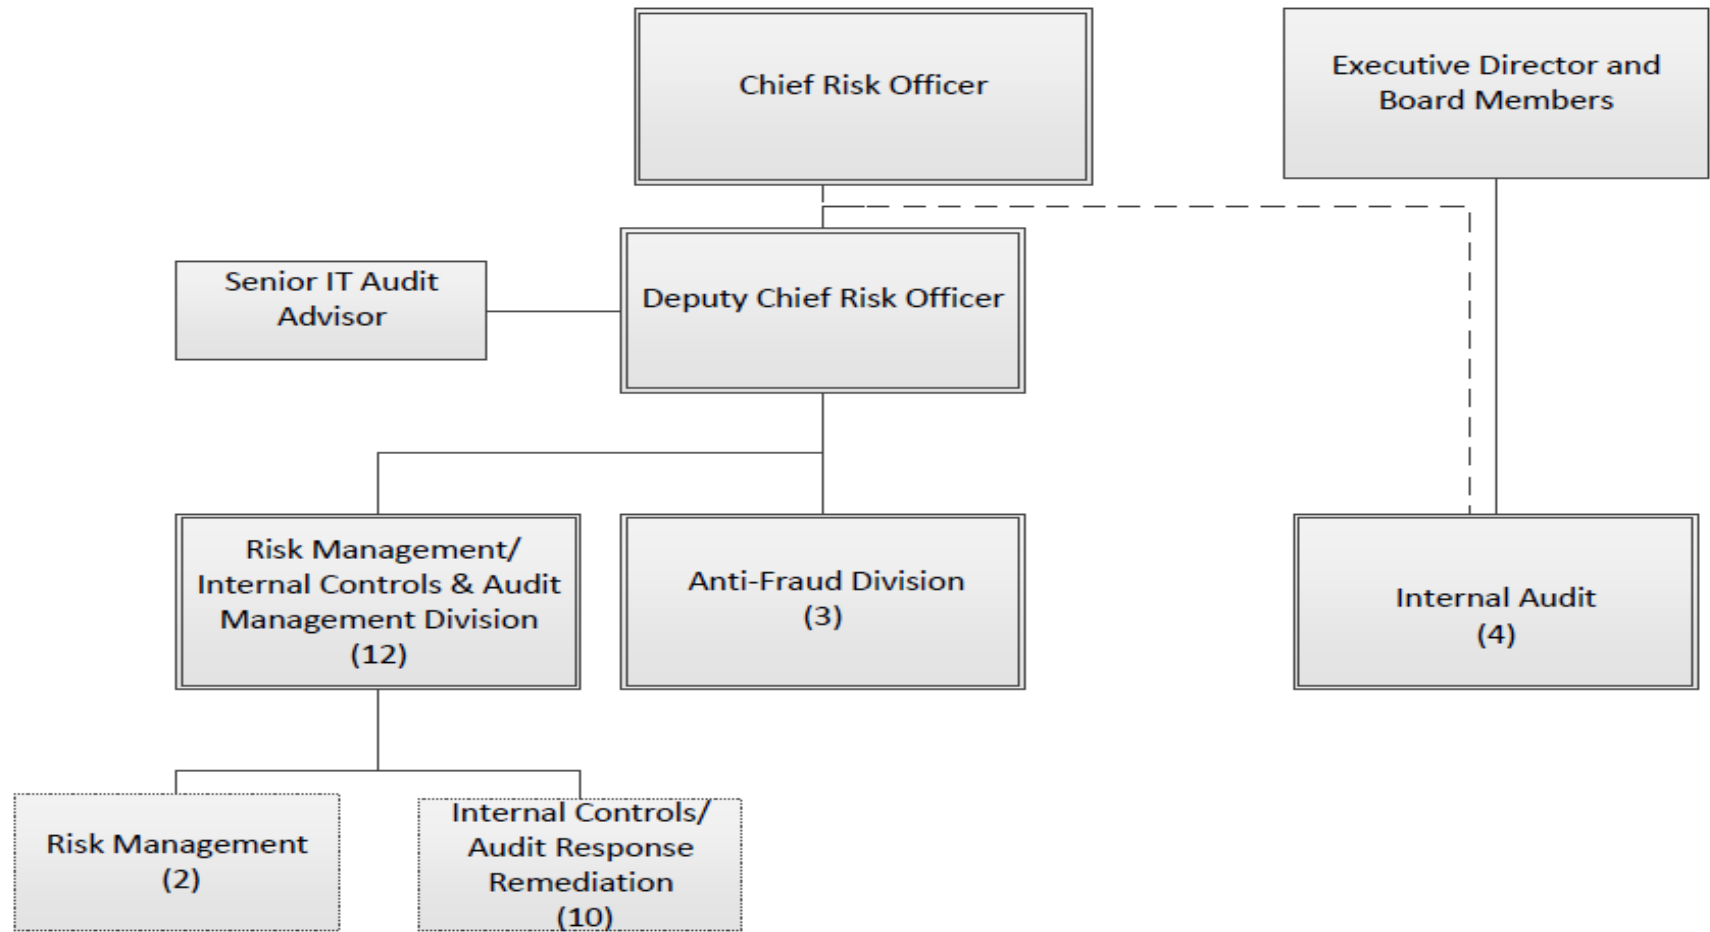 Chief Risk Officer
Executive Director and
Board Members
Senior IT Audit
Advisor
Deputy Chief Risk Officer
Risk Management/
Internal Controls & Audit
Management Division
(12)
Anti-Fraud Division
(3)
Internal Audit
(4)
Risk Management
(2)
Internal Controls/
Audit Response
Remediation
(10)